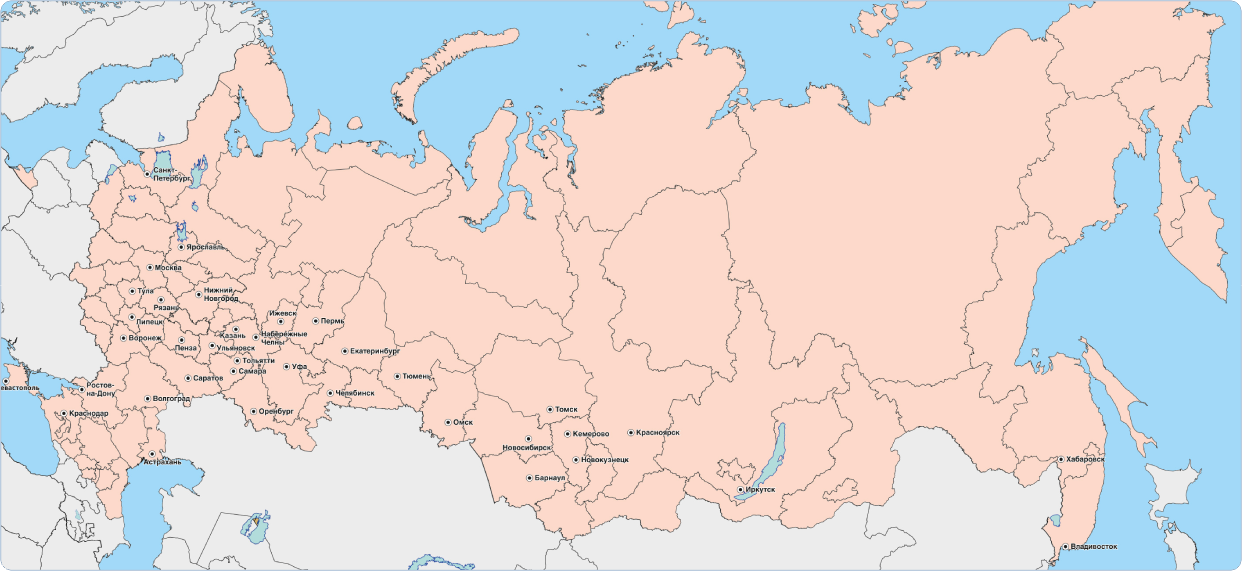 Санкт-
Петербург
Ярославль
Москва
Тула
Нижний
Новгород
Рязань
Ижевск
Пермь
Липецк
Казань
Набережные
Челны
Воронеж
Пенза
Ульяновск
Екатеринбург
Тольятти
Самара
Уфа
Тюмень
Саратов
евастополь
Ростов-
на-Дону
Челябинск
Волгоград
Оренбург
Краснодар
Томск
Омск
Кемерово
Красноярск
Новосибирск
Астрахань
Новокузнецк
Хабаровск
Барнаул
Иркутск
Владивосток